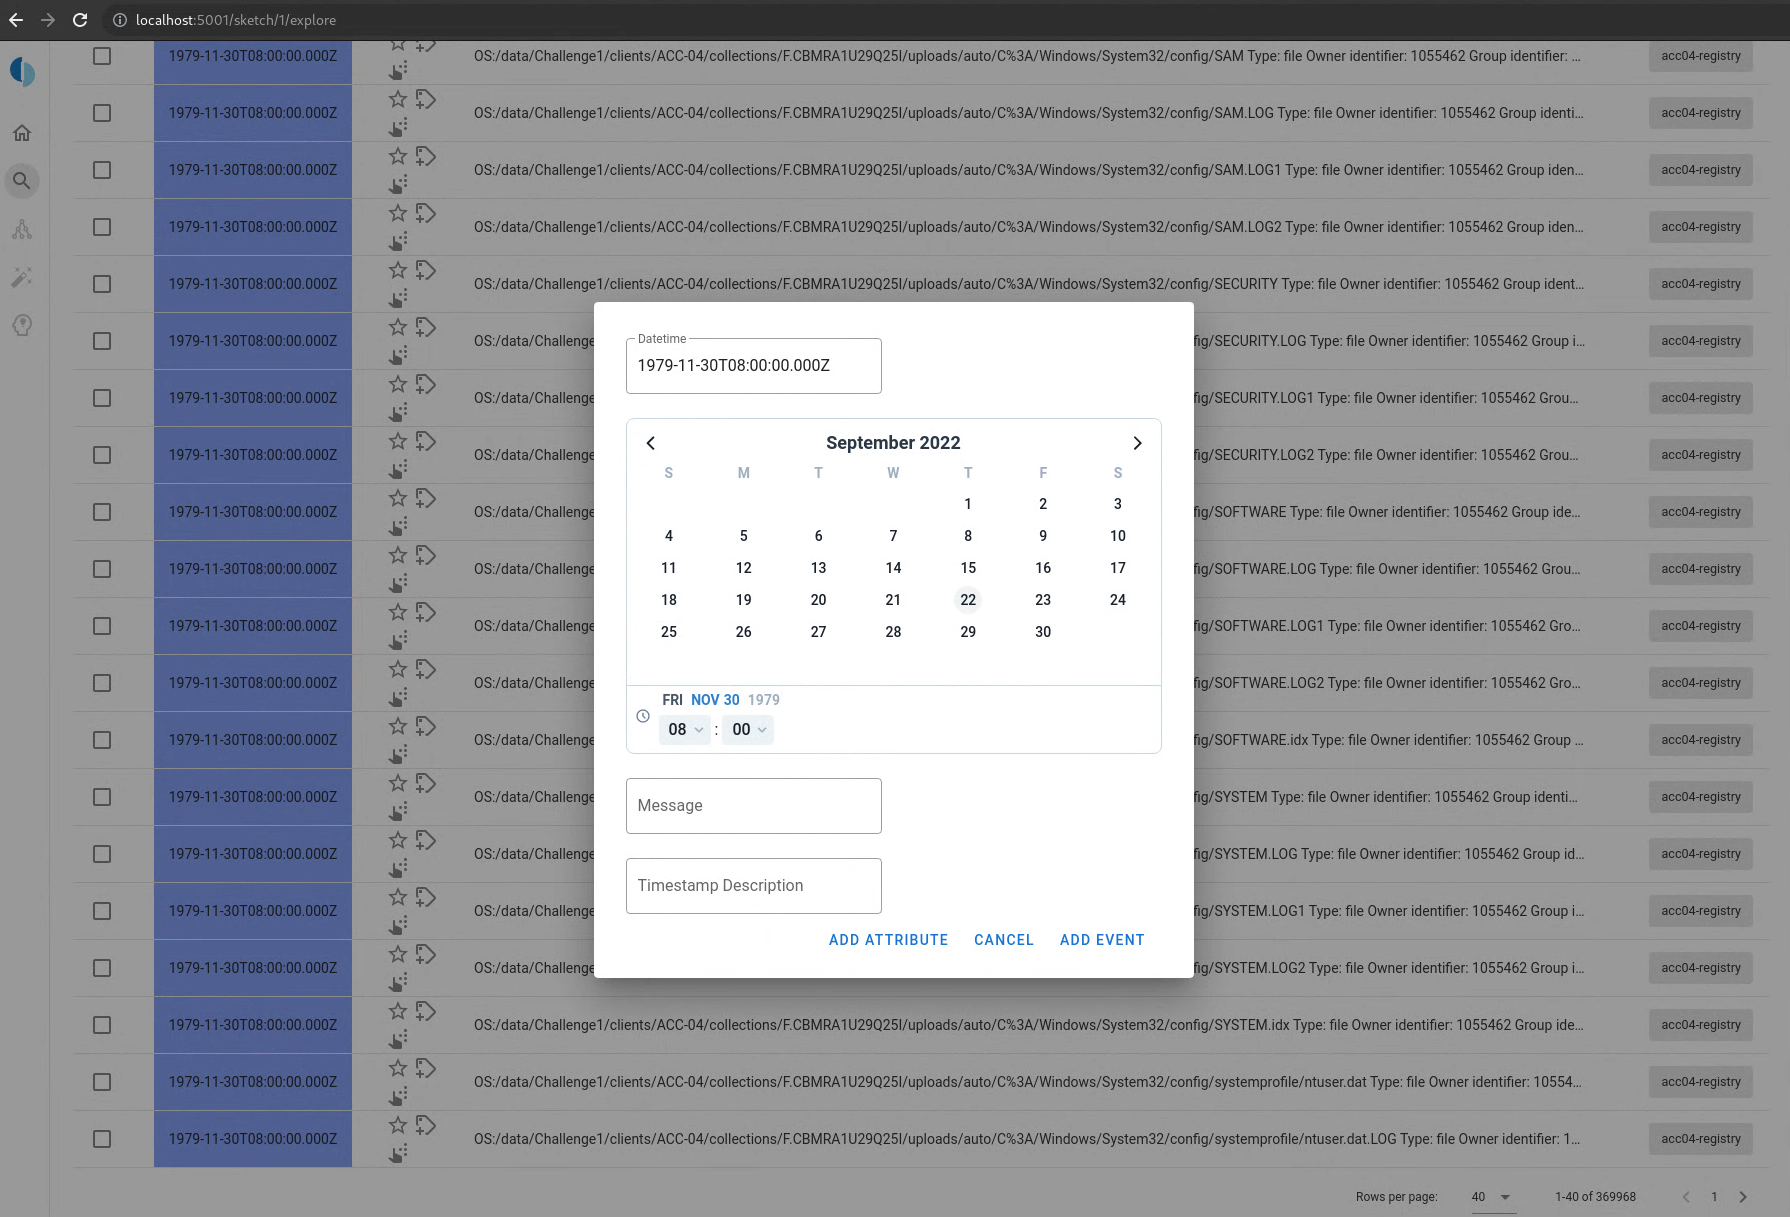 localhost:5001/sketch/1/explore
1979-11-30T08:00:00.000Z OS:/data/Challenge1/clients/ACC-04/collections/F.CBMRA1U29Q25I/uploads/auto/C%3A/Windows/System32/config/SAM Type: file Owner identifier: 1055462 Group identifier: ... acc04-registry
1979-11-30T08:00:00.000Z OS:/data/Challenge1/clients/ACC-04/collections/F.CBMRA1U29Q25I/uploads/auto/C%3A/Windows/System32/config/SAM.LOG Type: file Owner identifier: 1055462 Group identi... acc04-registry
1979-11-30T08:00:00.000Z OS:/data/Challenge1/clients/ACC-04/collections/F.CBMRA1U29Q25I/uploads/auto/C%3A/Windows/System32/config/SAM.LOG1 Type: file Owner identifier: 1055462 Group iden... acc04-registry
1979-11-30T08:00:00.000Z OS:/data/Challenge1/clients/ACC-04/collections/F.CBMRA1U29Q25I/uploads/auto/C%3A/Windows/System32/config/SAM.LOG2 Type: file Owner identifier: 1055462 Group iden... acc04-registry
1979-11-30T08:00:00.000Z OS:/data/Challenge1/clients/ACC-04/collections/F.CBMRA1U29Q25I/uploads/auto/C%3A/Windows/System32/config/SECURITY Type: file Owner identifier: 1055462 Group ident... acc04-registry
1979-11-30T08:00:00.000Z OS:/data/Challenge fig/SECURITY.LOG Type: file Owner identifier: 1055462 Group i... acc04-registry
1979-11-30T08:00:00.000Z OS:/data/Challenge fig/SECURITY.LOG1 Type: file Owner identifier: 1055462 Grou... acc04-registry
1979-11-30T08:00:00.000Z OS:/data/Challenge fig/SECURITY.LOG2 Type: file Owner identifier: 1055462 Grou... acc04-registry
1979-11-30T08:00:00.000Z OS:/data/Challenge fig/SOFTWARE Type: file Owner identifier: 1055462 Group ide... acc04-registry
1979-11-30T08:00:00.000Z OS:/data/Challenge fig/SOFTWARE.LOG Type: file Owner identifier: 1055462 Grou... acc04-registry
1979-11-30T08:00:00.000Z OS:/data/Challenge fig/SOFTWARE.LOG1 Type: file Owner identifier: 1055462 Gro... acc04-registry
1979-11-30T08:00:00.000Z OS:/data/Challenge fig/SOFTWARE.LOG2 Type: file Owner identifier: 1055462 Gro... acc04-registry
1979-11-30T08:00:00.000Z OS:/data/Challenge fig/SOFTWARE.idx Type: file Owner identifier: 1055462 Group ... acc04-registry
1979-11-30T08:00:00.000Z OS:/data/Challenge fig/SYSTEM Type: file Owner identifier: 1055462 Group identi... acc04-registry
1979-11-30T08:00:00.000Z OS:/data/Challenge fig/SYSTEM.LOG Type: file Owner identifier: 1055462 Group id... acc04-registry
1979-11-30T08:00:00.000Z OS:/data/Challenge fig/SYSTEM.LOG1 Type: file Owner identifier: 1055462 Group i... acc04-registry
1979-11-30T08:00:00.000Z OS:/data/Challenge fig/SYSTEM.LOG2 Type: file Owner identifier: 1055462 Group i... acc04-registry
1979-11-30T08:00:00.000Z OS:/data/Challenge1/clients/ACC-04/collections/F.CBMRA1U29Q25I/uploads/auto/C%3A/Windows/System32/config/SYSTEM.idx Type: file Owner identifier: 1055462 Group ide... acc04-registry
1979-11-30T08:00:00.000Z OS:/data/Challenge1/clients/ACC-04/collections/F.CBMRA1U29Q25I/uploads/auto/C%3A/Windows/System32/config/systemprofile/ntuser.dat Type: file Owner identifier: 10554... acc04-registry
1979-11-30T08:00:00.000Z OS:/data/Challenge1/clients/ACC-04/collections/F.CBMRA1U29Q25I/uploads/auto/C%3A/Windows/System32/config/systemprofile/ntuser.dat.LOG Type: file Owner identifier: 1... acc04-registry
Datetime
1979-11-30T08:00:00.000Z
September 2022
S M T W T F S
1 2 3
4 5 6 7 8 9 10
11 12 13 14 15 16 17
18 19 20 21 22 23 24
25 26 27 28 29 30
FRI NOV 30 1979
08 : 00
Message
Timestamp Description
ADD ATTRIBUTE CANCEL ADD EVENT
Rows per page: 40 1-40 of 369968 1